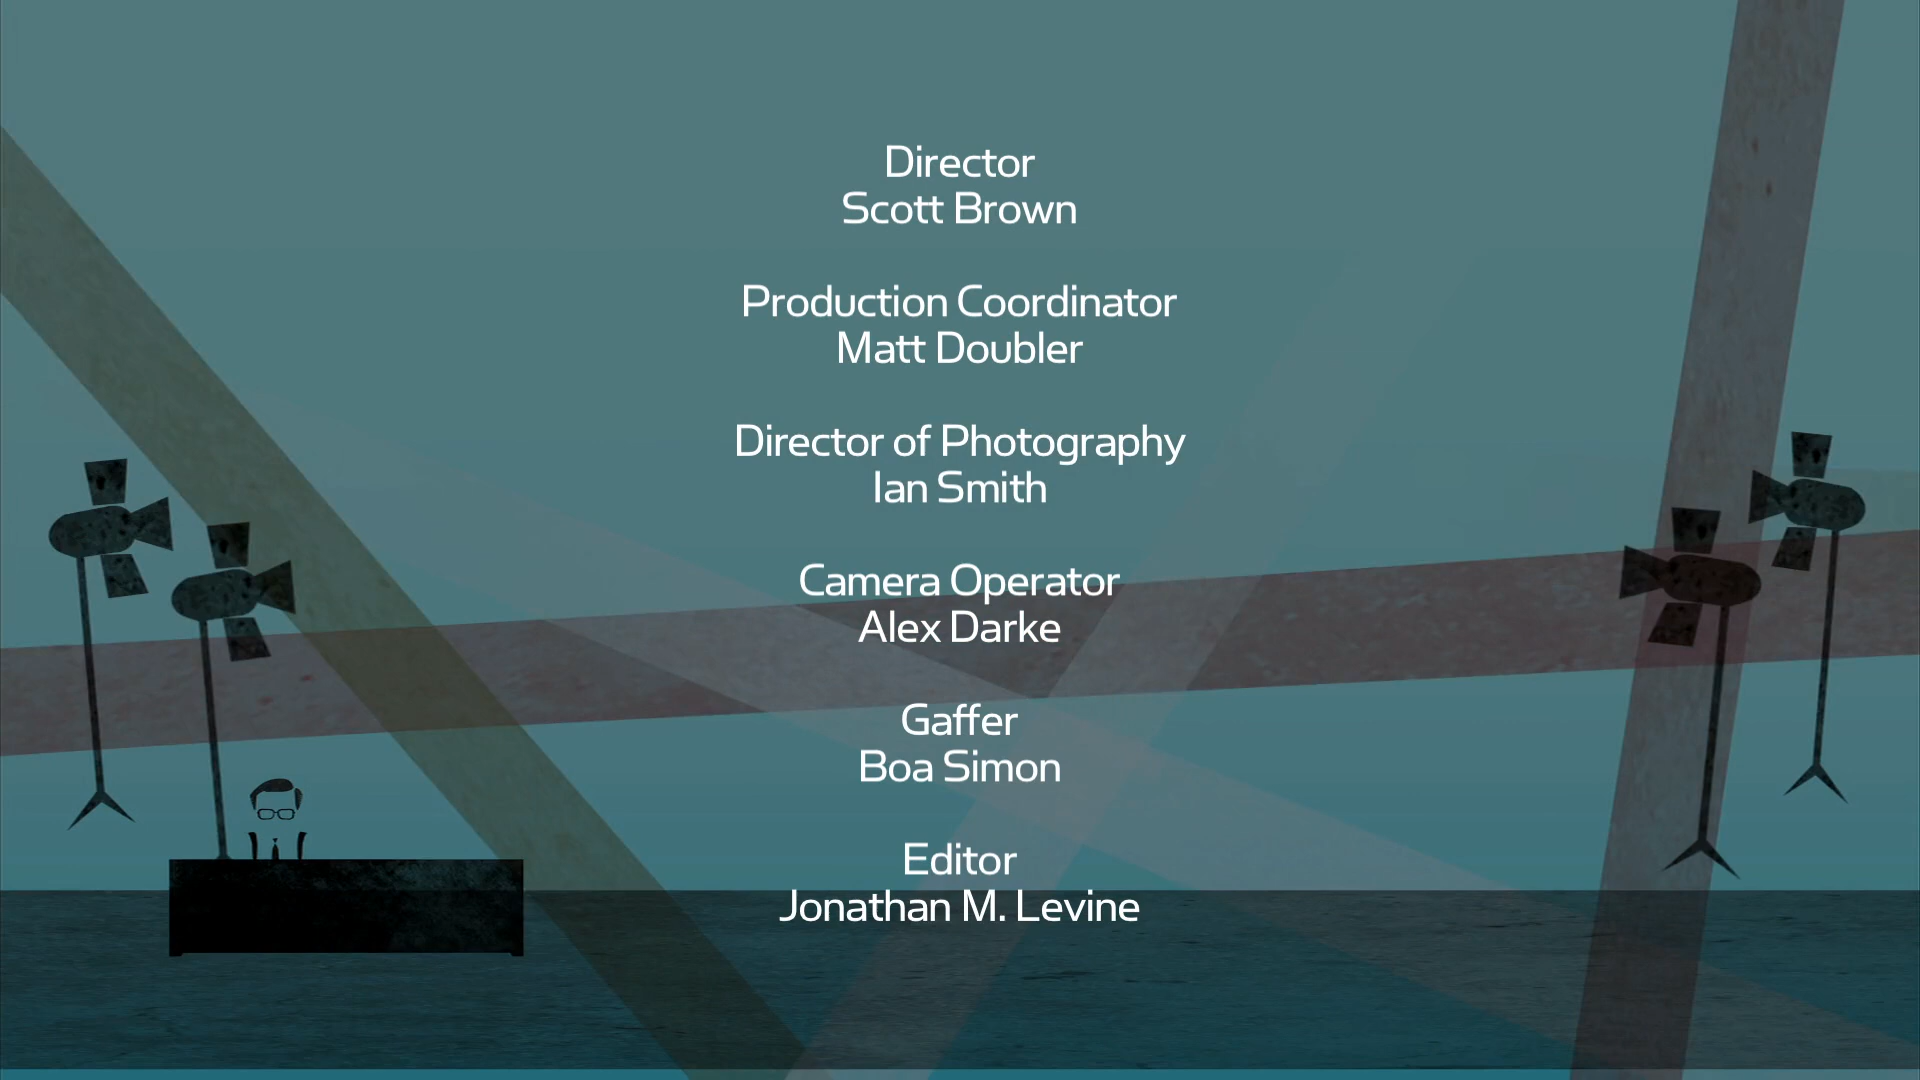 Director
Scott Brown
Production Coordinator
Matt Doubler
Director of Photography
Ian Smith
Camera Operator
Alex Darke
Gaffer
Boa Simon
Editor
Jonathan M. Levine